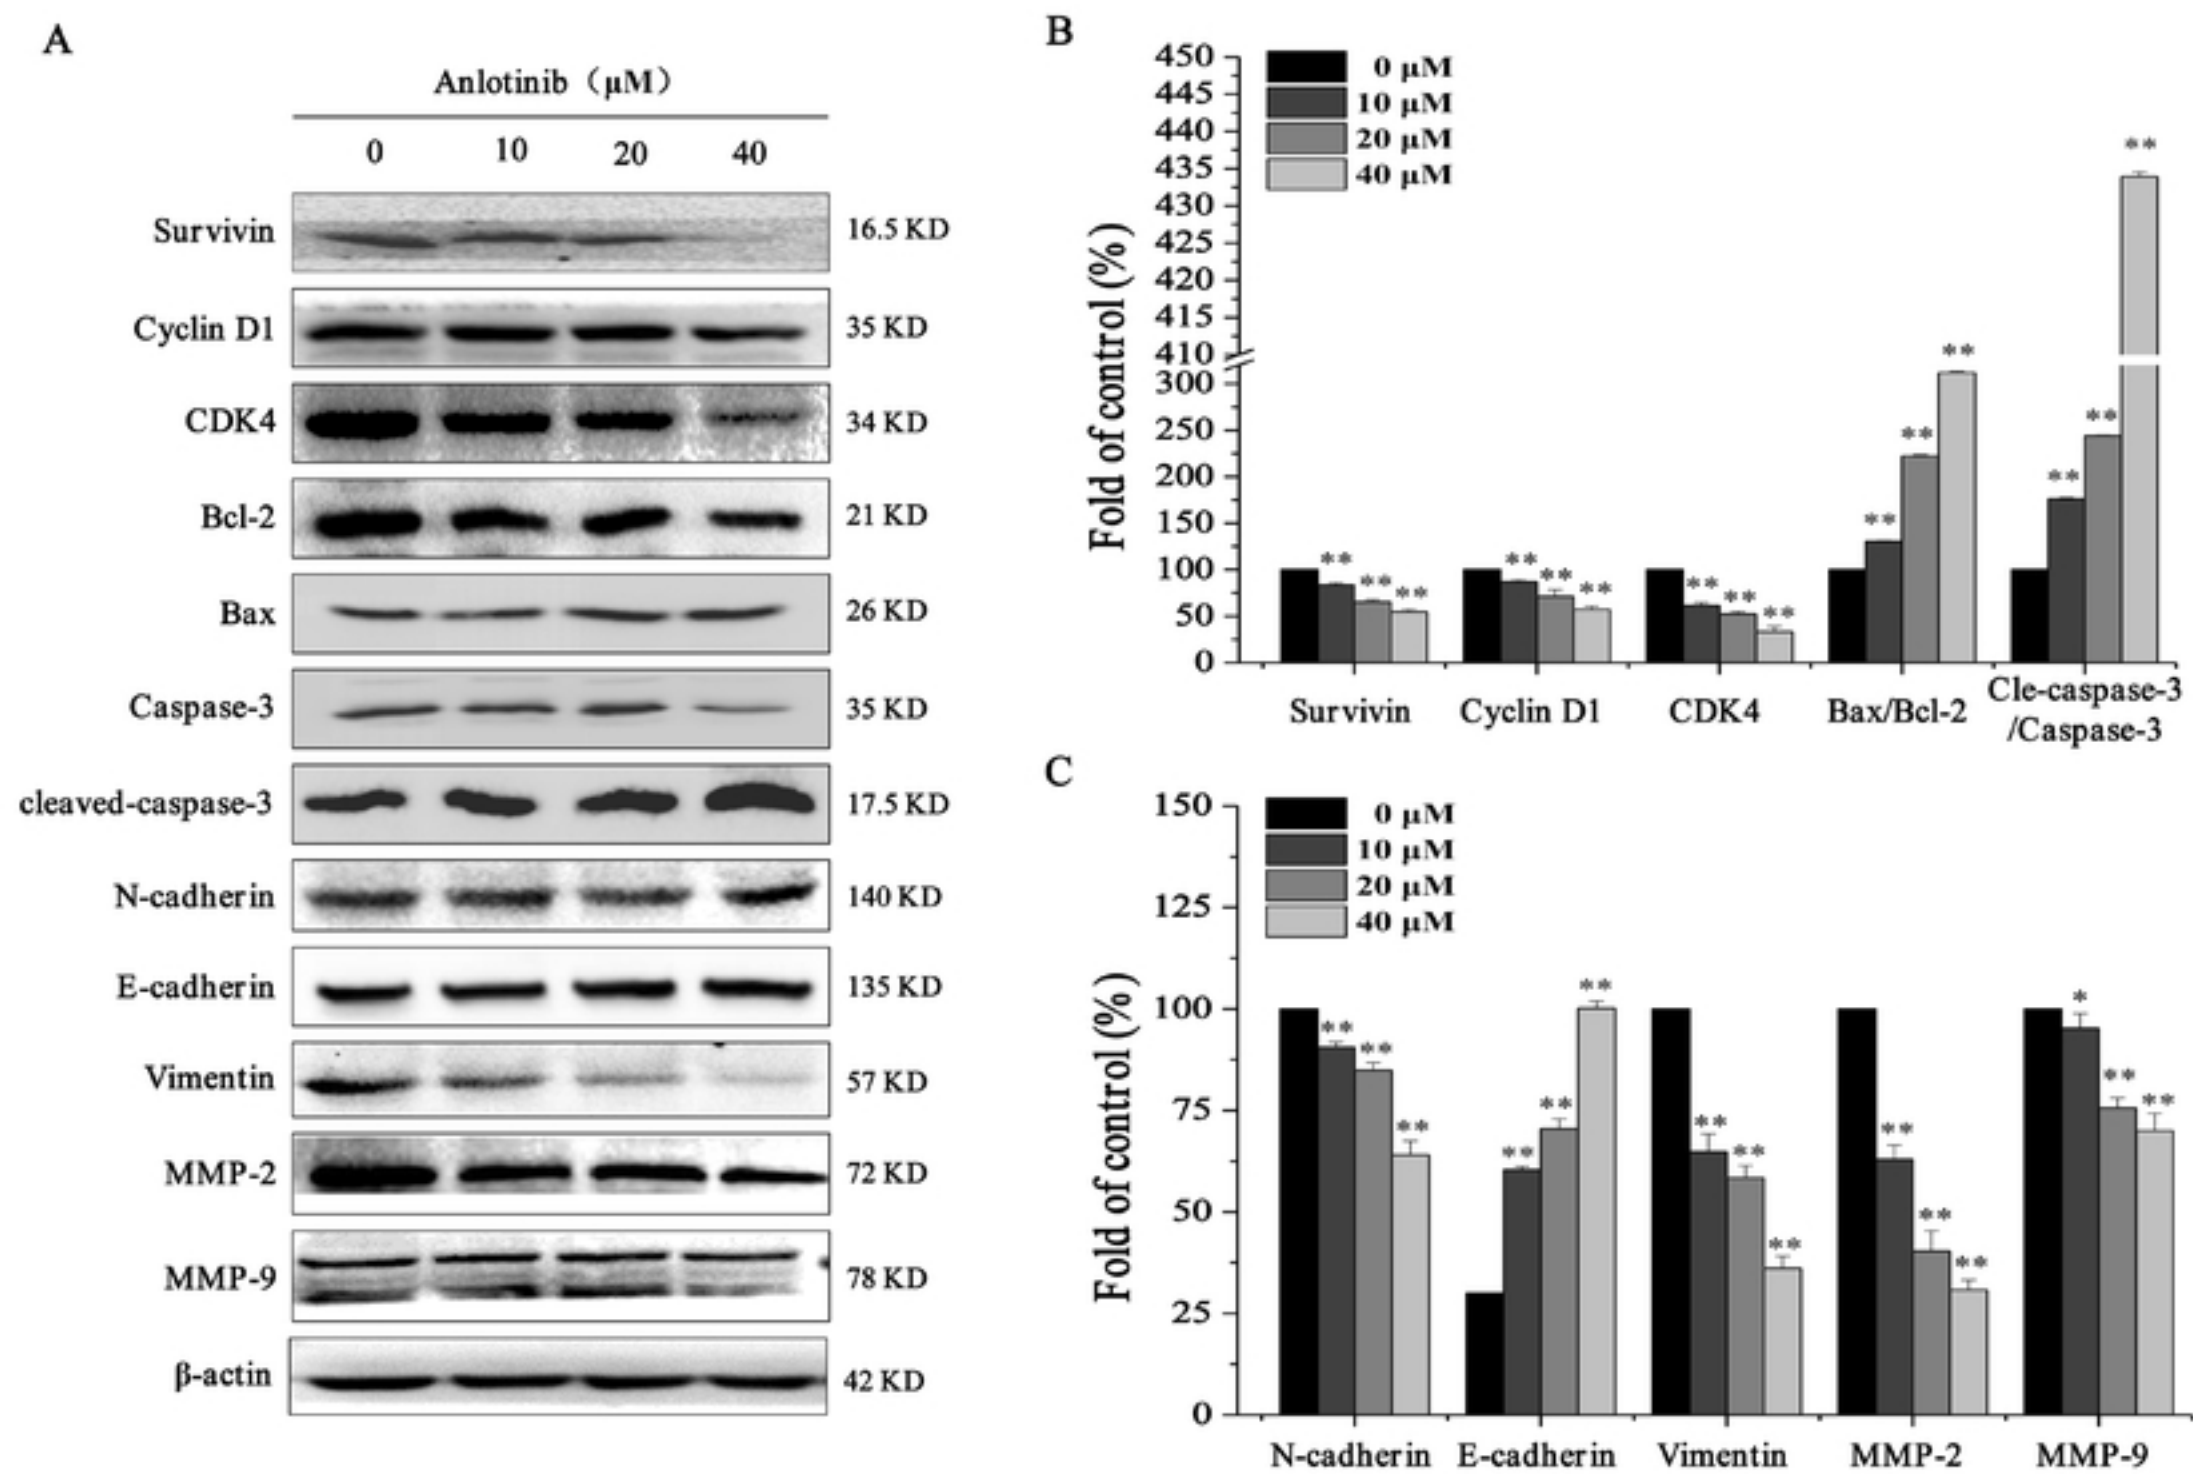 A
Anlotinib（μM）
0 10 20 40
Survivin 16.5 KD
Cyclin D1 35 KD
CDK4 34 KD
Bcl-2 21 KD
Bax 26 KD
Caspase-3 35 KD
cleaved-caspase-3 17.5 KD
N-cadherin 140 KD
E-cadherin 135 KD
Vimentin 57 KD
MMP-2 72 KD
MMP-9 78 KD
β-actin 42 KD
B
Fold of control (%)
450
445
440
435
430
425
420
415
410
300
250
200
150
100
50
0
0 μM
10 μM
20 μM
40 μM
** ** **
** ** **
** ** **
** ** **
** ** **
Survivin Cyclin D1 CDK4 Bax/Bcl-2 Cle-caspase-3
/Caspase-3
C
Fold of control (%)
150
125
100
75
50
25
0
0 μM
10 μM
20 μM
40 μM
** ** **
** ** **
** ** **
** ** **
* ** **
N-cadherin E-cadherin Vimentin MMP-2 MMP-9